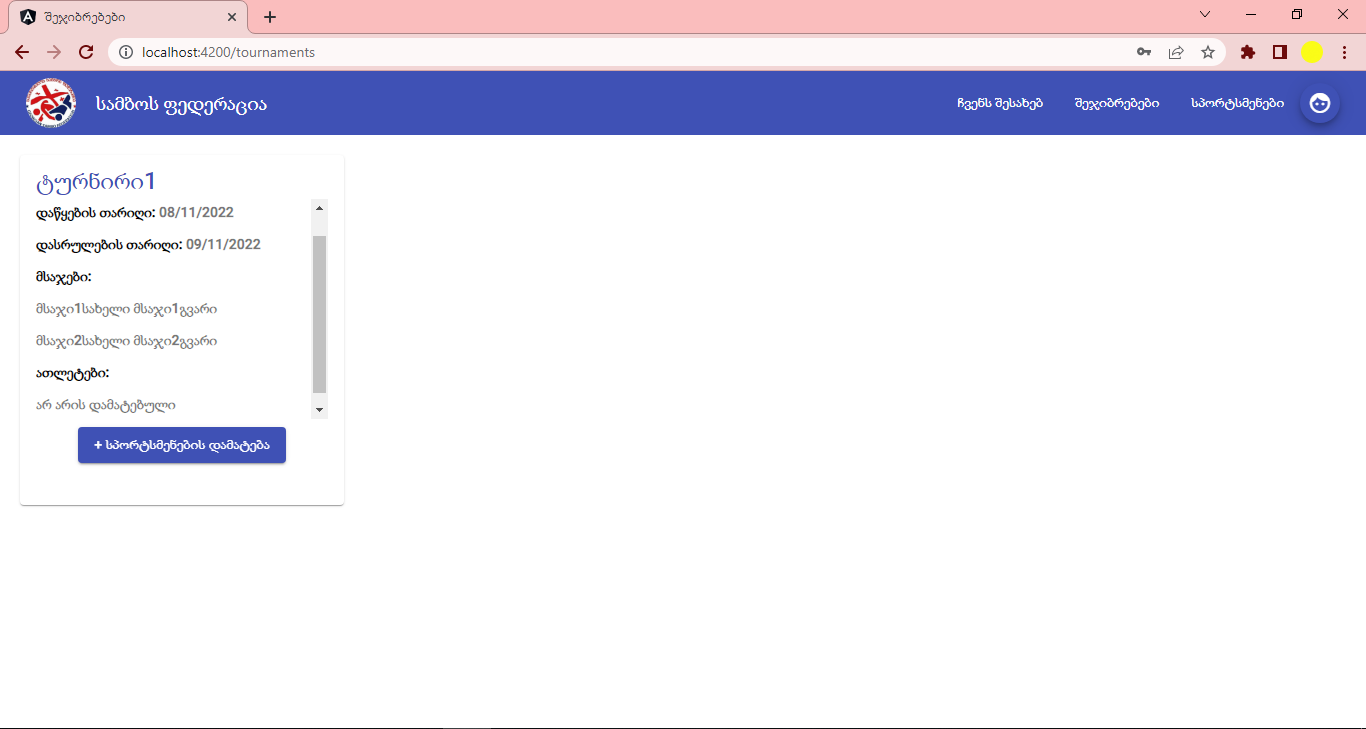 შეჯიბრებები
localhost:4200/tournaments
სამბოს ფედერაცია
ჩვენს შესახებ
შეჯიბრებები
სპორტსმენები
ტურნირი1
დაწყების თარიღი: 08/11/2022
დასრულების თარიღი: 09/11/2022
მსაჯები:
მსაჯი1სახელი მსაჯი1გვარი
მსაჯი2სახელი მსაჯი2გვარი
ათლეტები:
არ არის დამატებული
+ სპორტსმენების დამატება